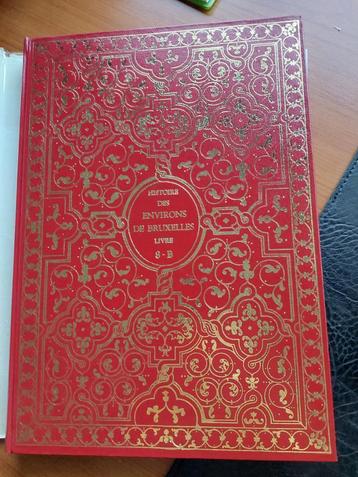 HISTOIRE
DES
ENVIRONS
DE BRUXELLES
LIVRE
8 - B